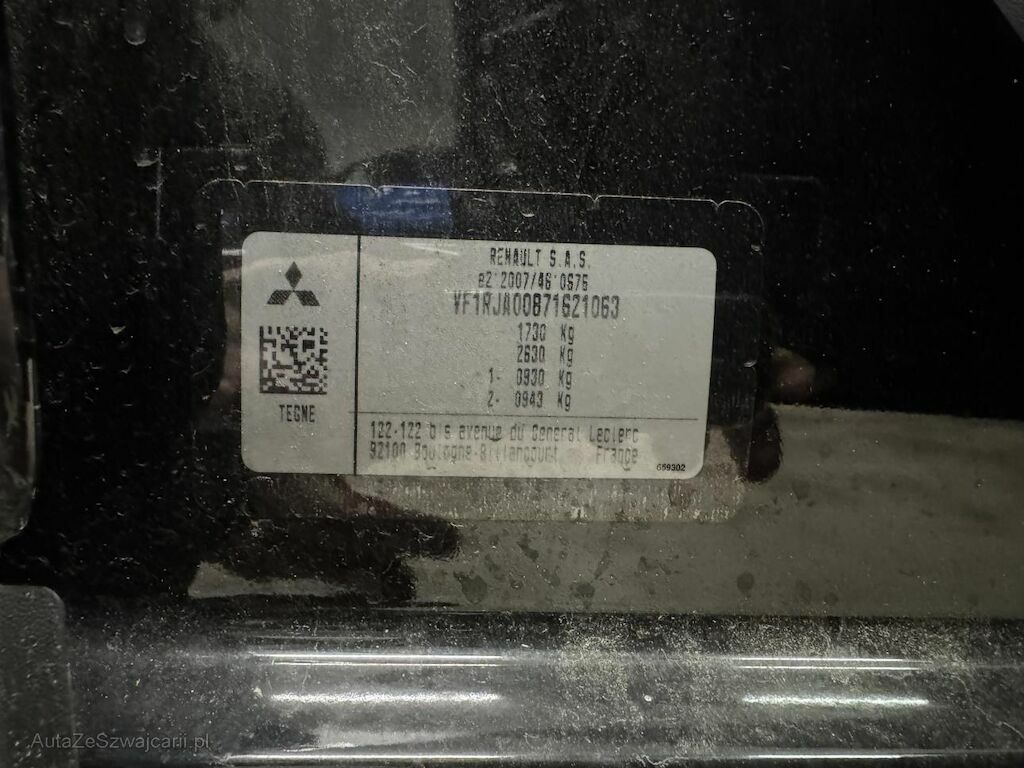 RENAULT S.A.S.
e2*2007/46*0676
VF1RJA00871621063
1730 Kg
2630 Kg
1- 0930 Kg
2- 0943 Kg
TEGNE
122-122 bis avenue du General Leclerc
92100 Boulogne-Billancourt France
659302
AutaZeSzwajcarii.pl